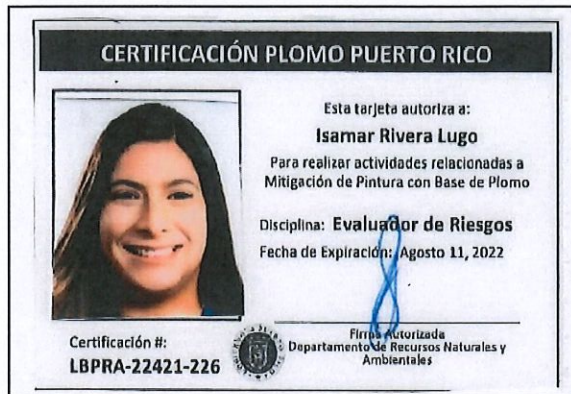 CERTIFICACIÓN PLOMO PUERTO RICO
Esta tarjeta autoriza a:
Isamar Rivera Lugo
Para realizar actividades relacionadas a
Mitigación de Pintura con Base de Plomo
Disciplina: Evaluador de Riesgos
Fecha de Expiración: Agosto 11, 2022
Certificación #:
LBPRA-22421-226
Firma Autorizada
Departamento de Recursos Naturales y
Ambientales